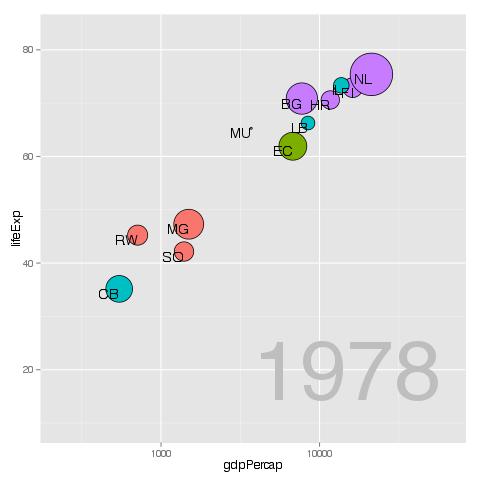 80
60
40
20
lifeExp
NL
BG
HR
FI
LB
MU
EC
MG
RW
SO
CB
1978
1000
10000
gdpPercap